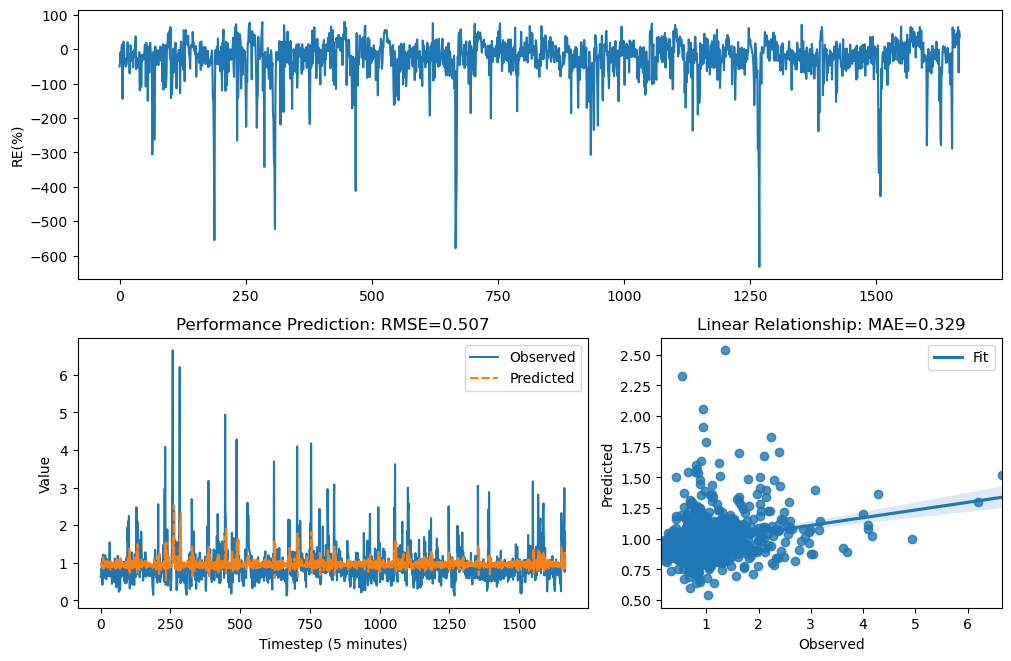 RE(%)
100
0
−100
−200
−300
−400
−500
−600
0 250 500 750 1000 1250 1500
Performance Prediction: RMSE=0.507
Value
6
5
4
3
2
1
0
Observed
Predicted
0 250 500 750 1000 1250 1500
Timestep (5 minutes)
Linear Relationship: MAE=0.329
Predicted
2.50
2.25
2.00
1.75
1.50
1.25
1.00
0.75
0.50
Fit
1 2 3 4 5 6
Observed